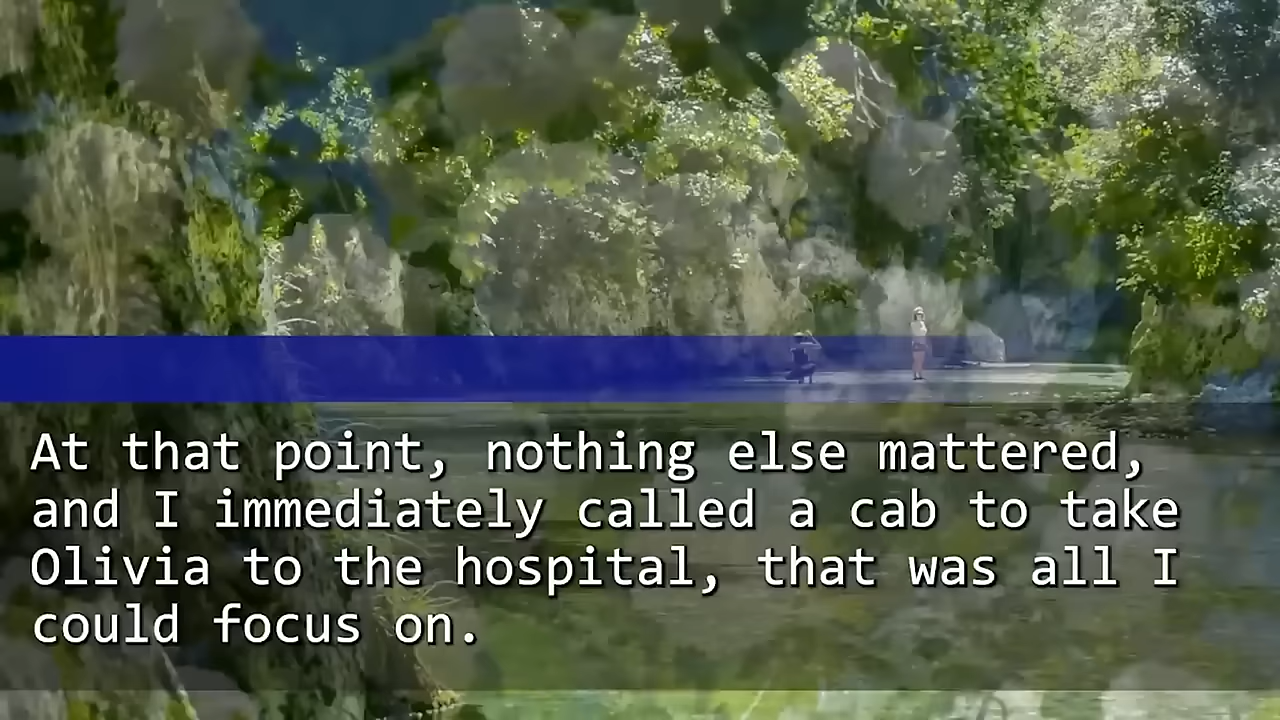 At that point, nothing else mattered,
and I immediately called a cab to take
Olivia to the hospital, that was all I
could focus on.